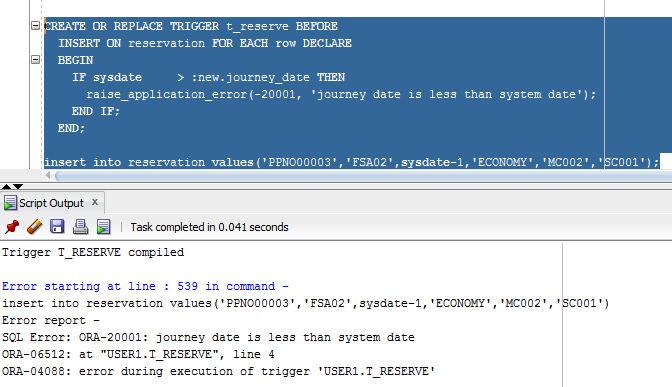 CREATE OR REPLACE TRIGGER t_reserve BEFORE
INSERT ON reservation FOR EACH row DECLARE
BEGIN
IF sysdate > :new.journey_date THEN
raise_application_error(-20001, 'journey date is less than system date');
END IF;
END;
insert into reservation values('PPNO00003','FSA02',sysdate-1,'ECONOMY','MC002','SC001');
Script Output x
Task completed in 0.041 seconds
Trigger T_RESERVE compiled
Error starting at line : 539 in command -
insert into reservation values('PPNO00003','FSA02',sysdate-1,'ECONOMY','MC002','SC001')
Error report -
SQL Error: ORA-20001: journey date is less than system date
ORA-06512: at "USER1.T_RESERVE", line 4
ORA-04088: error during execution of trigger 'USER1.T_RESERVE'